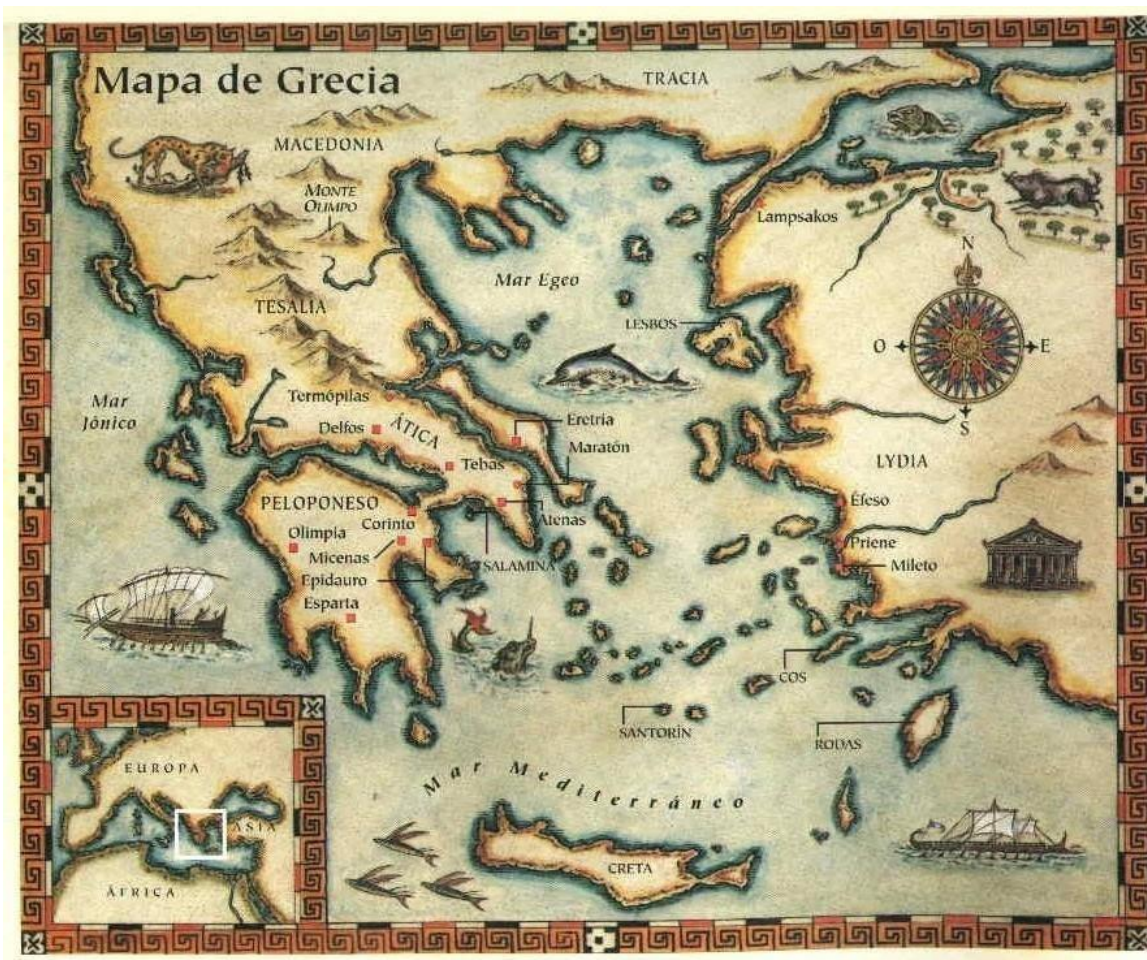 Mapa de Grecia
TRACIA
MACEDONIA
MONTE
OLIMPO
Lampsakos
N
Mar Egeo
TESALIA
LESBOS
O
E
Mar
Jónico
Termópilas
S
Delfos
ÁTICA
Eretria
Maratón
Tebas
LYDIA
PELOPONESO
Éfeso
Corinto
Atenas
Olimpia
Priene
Micenas
SALAMINA
Mileto
Epidauro
Esparta
COS
SANTORÍN
RODAS
EUROPA
Mar Mediterráneo
ASIA
CRETA
ÁFRICA